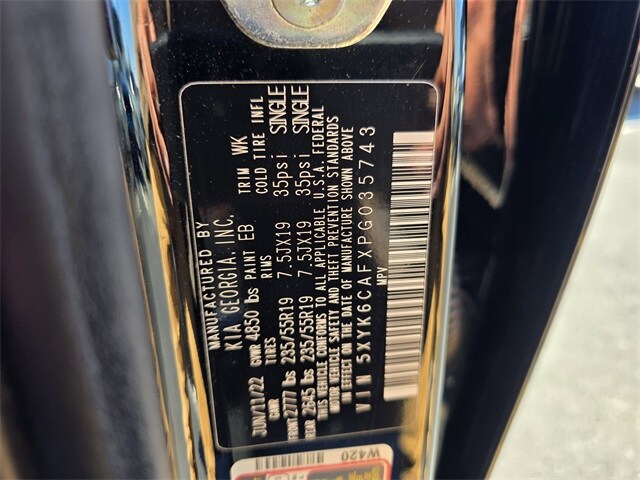 MANUFACTURED BY
KIA GEORGIA, INC.
JUN/11/22 PAINT EB TRIM WK
GVWR 4850 lbs
GWR TIRES RIMS COLD TIRE INFL
FRONT 2777 lbs 235/55R19 7.5JX19 35psi SINGLE
REAR 2645 lbs 235/55R19 7.5JX19 35psi SINGLE
THIS VEHICLE CONFORMS TO ALL APPLICABLE U.S.A. FEDERAL
MOTOR VEHICLE SAFETY AND THEFT PREVENTION STANDARDS
IN EFFECT ON THE DATE OF MANUFACTURE SHOWN ABOVE
VIN 5XYK6CAFXPG035743
MPV
W420